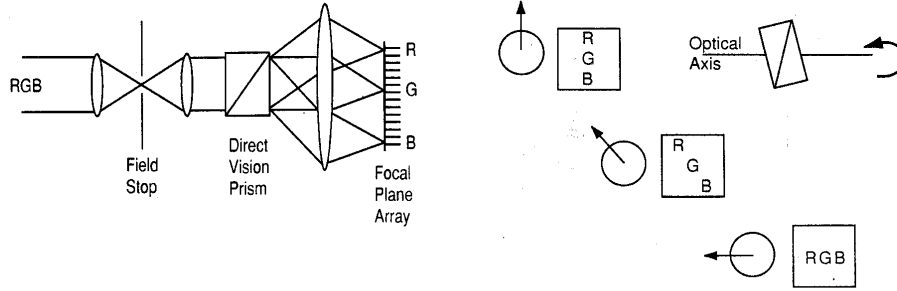 RGB
Field
Stop
Direct
Vision
Prism
R
G
B
Focal
Plane
Array
R
G
B
Optical
Axis
R
G
B
RGB